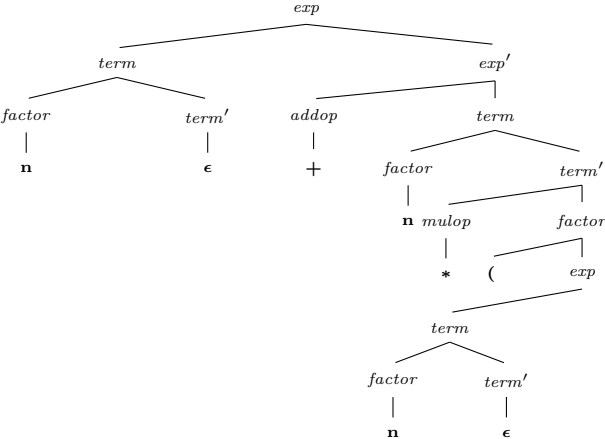 exp
term exp′
factor term′ addop term
n ϵ + factor term′
n mulop factor
* ( exp
term
factor term′
n ϵ